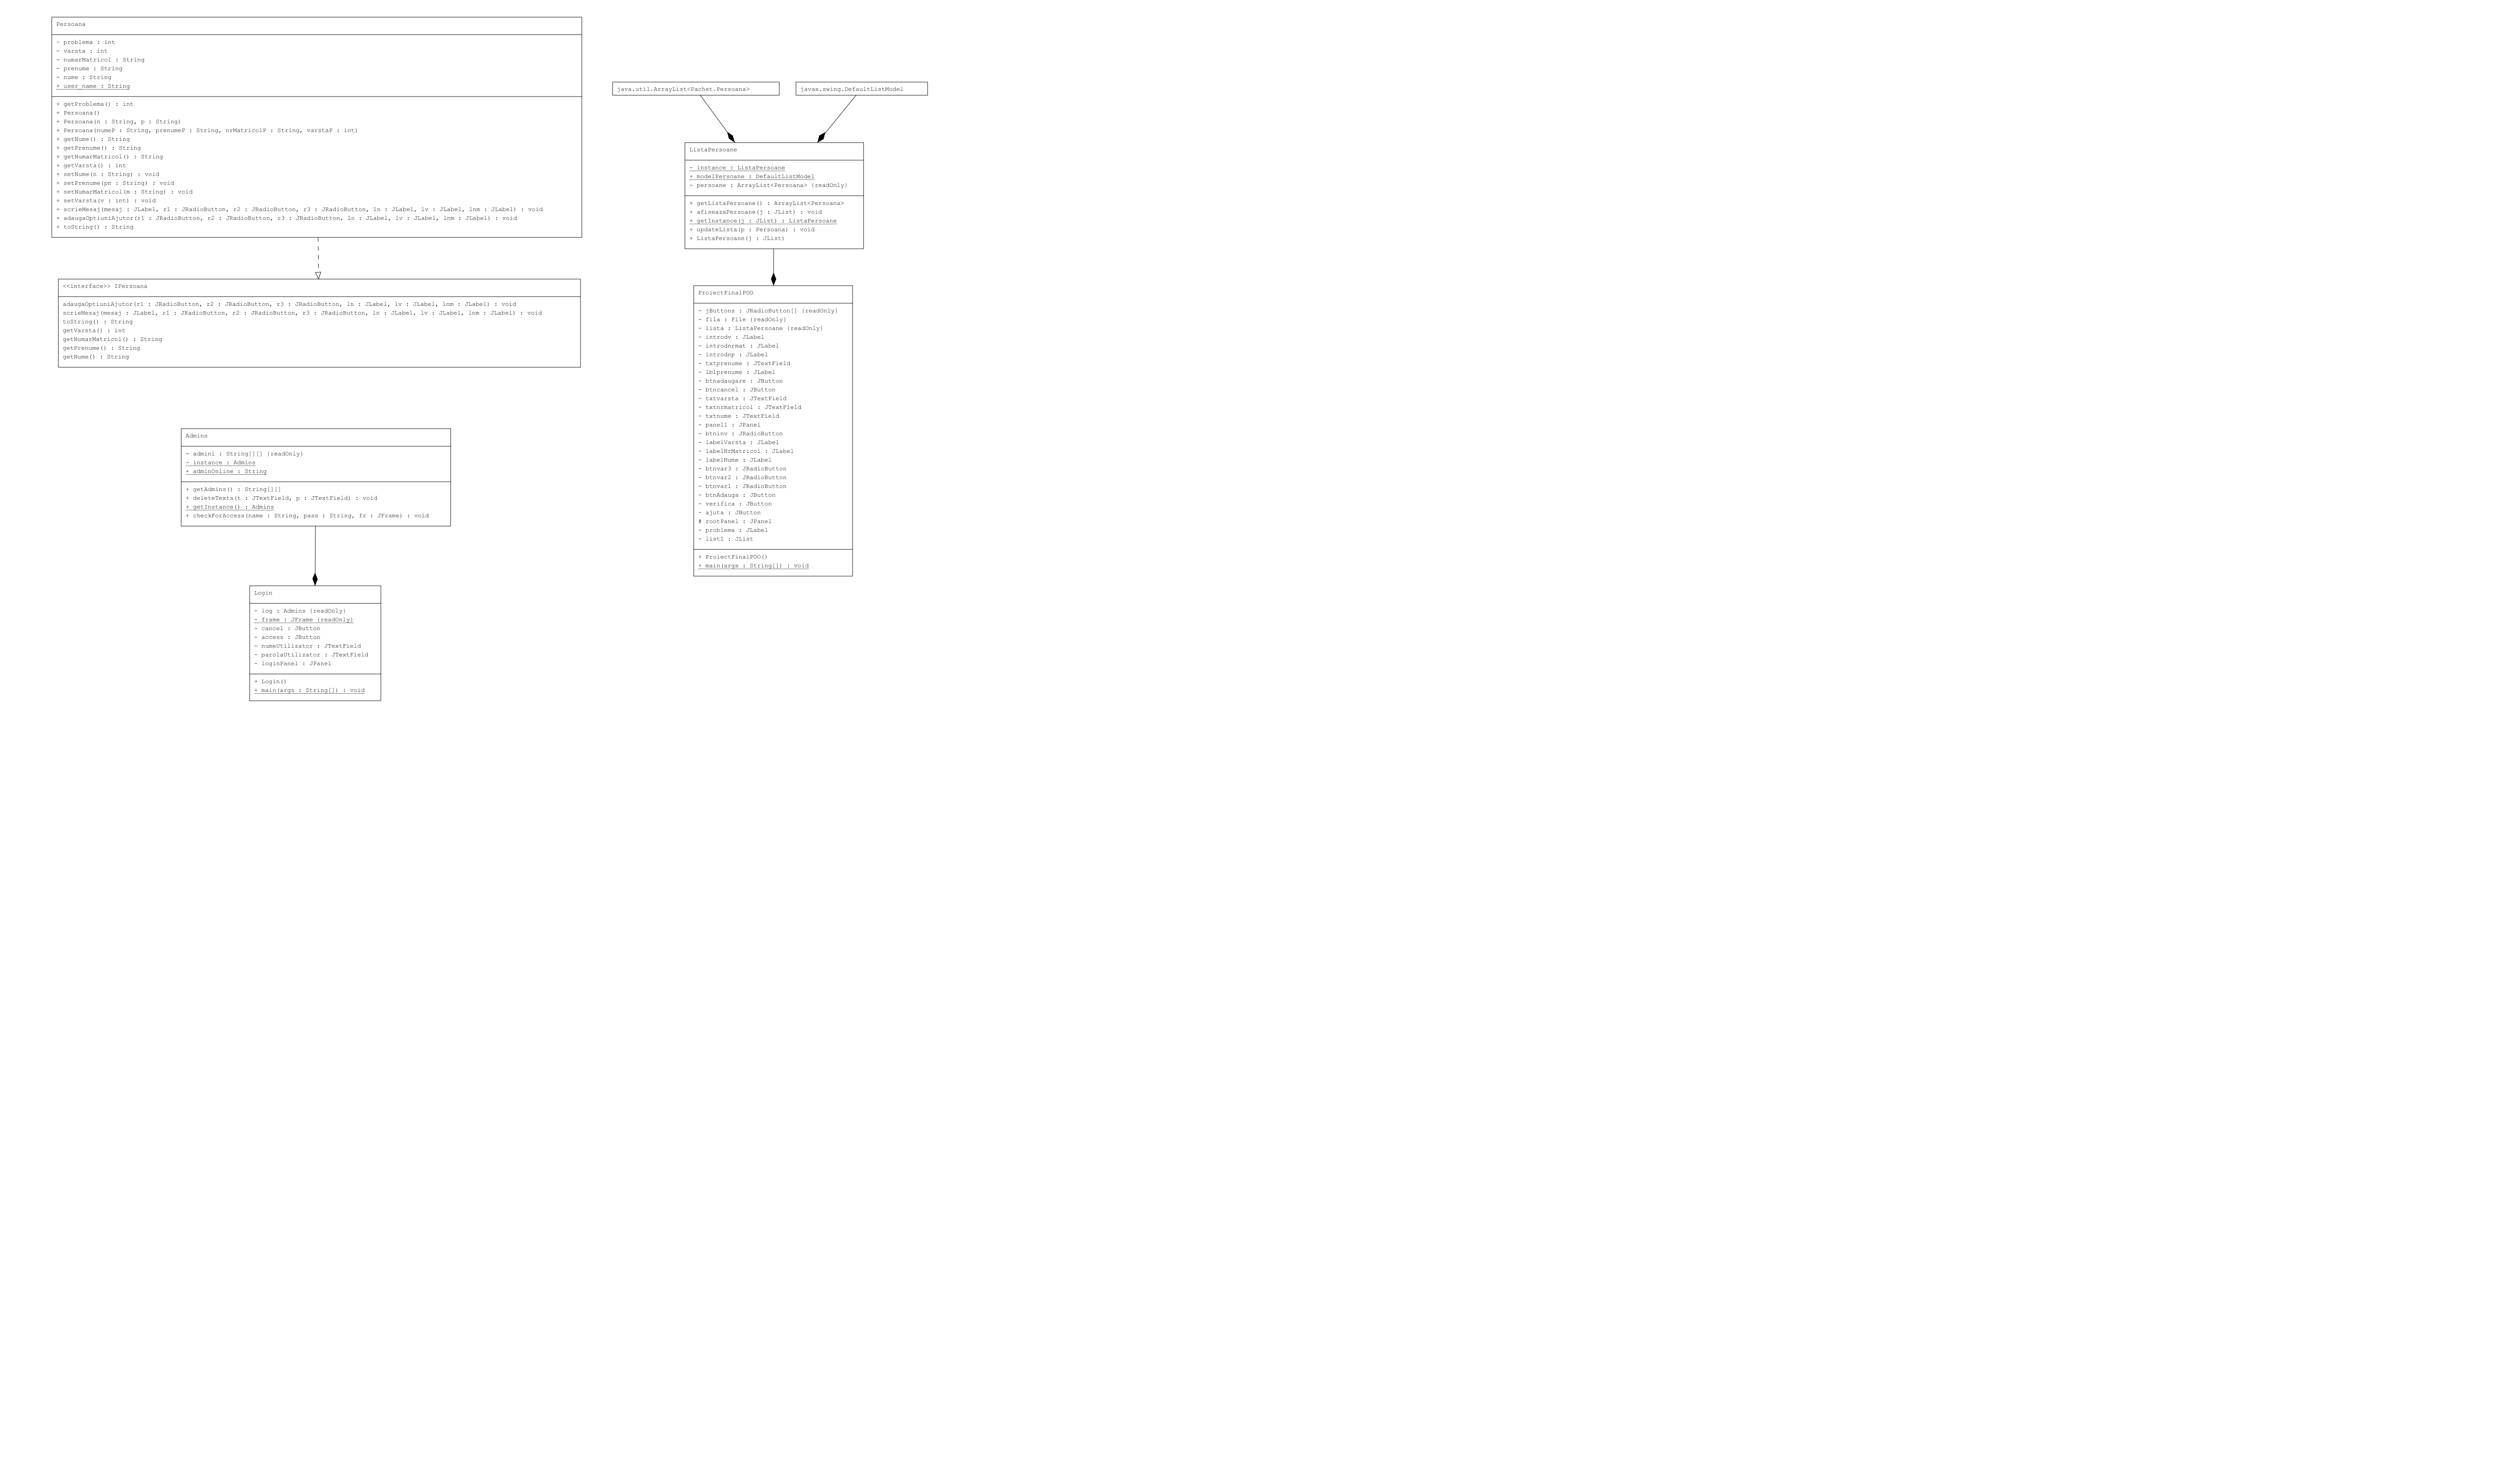 Persoana
- problema : int
- varsta : int
- numarMatricol : String
- prenume : String
- nume : String
+ user_name : String
+ getProblema() : int
+ Persoana()
+ Persoana(n : String, p : String)
+ Persoana(numeP : String, prenumeP : String, nrMatricolP : String, varstaP : int)
+ getNume() : String
+ getPrenume() : String
+ getNumarMatricol() : String
+ getVarsta() : int
+ setNume(n : String) : void
+ setPrenume(pn : String) : void
+ setNumarMatricol(m : String) : void
+ setVarsta(v : int) : void
+ scrieMesaj(mesaj : JLabel, r1 : JRadioButton, r2 : JRadioButton, r3 : JRadioButton, ln : JLabel, lv : JLabel, lnm : JLabel) : void
+ adaugaOptiuniAjutor(r1 : JRadioButton, r2 : JRadioButton, r3 : JRadioButton, ln : JLabel, lv : JLabel, lnm : JLabel) : void
+ toString() : String
<<interface>> IPersoana
adaugaOptiuniAjutor(r1 : JRadioButton, r2 : JRadioButton, r3 : JRadioButton, ln : JLabel, lv : JLabel, lnm : JLabel) : void
scrieMesaj(mesaj : JLabel, r1 : JRadioButton, r2 : JRadioButton, r3 : JRadioButton, ln : JLabel, lv : JLabel, lnm : JLabel) : void
toString() : String
getVarsta() : int
getNumarMatricol() : String
getPrenume() : String
getNume() : String
Admins
- admini : String[][] {readOnly}
- instance : Admins
+ adminOnline : String
+ getAdmins() : String[][]
+ deleteTexts(t : JTextField, p : JTextField) : void
+ getInstance() : Admins
+ checkForAccess(name : String, pass : String, fr : JFrame) : void
Login
- log : Admins {readOnly}
- frame : JFrame {readOnly}
- cancel : JButton
- access : JButton
- numeUtilizator : JTextField
- parolaUtilizator : JTextField
- loginPanel : JPanel
+ Login()
+ main(args : String[]) : void
java.util.ArrayList<Pachet.Persoana>
javax.swing.DefaultListModel
ListaPersoane
- instance : ListaPersoane
+ modelPersoane : DefaultListModel
- persoane : ArrayList<Persoana> {readOnly}
+ getListaPersoane() : ArrayList<Persoana>
+ afiseazaPersoane(j : JList) : void
+ getInstance(j : JList) : ListaPersoane
+ updateLista(p : Persoana) : void
+ ListaPersoane(j : JList)
ProiectFinalPOO
- jButtons : JRadioButton[] {readOnly}
- fila : File {readOnly}
- lista : ListaPersoane {readOnly}
- introdv : JLabel
- introdnrmat : JLabel
- introdnp : JLabel
- txtprenume : JTextField
- lblprenume : JLabel
- btnadaugare : JButton
- btncancel : JButton
- txtvarsta : JTextField
- txtnrmatricol : JTextField
- txtnume : JTextField
- panel1 : JPanel
- btninv : JRadioButton
- labelVarsta : JLabel
- labelNrMatricol : JLabel
- labelNume : JLabel
- btnvar3 : JRadioButton
- btnvar2 : JRadioButton
- btnvar1 : JRadioButton
- btnAdauga : JButton
- verifica : JButton
- ajuta : JButton
# rootPanel : JPanel
- problema : JLabel
- list1 : JList
+ ProiectFinalPOO()
+ main(args : String[]) : void